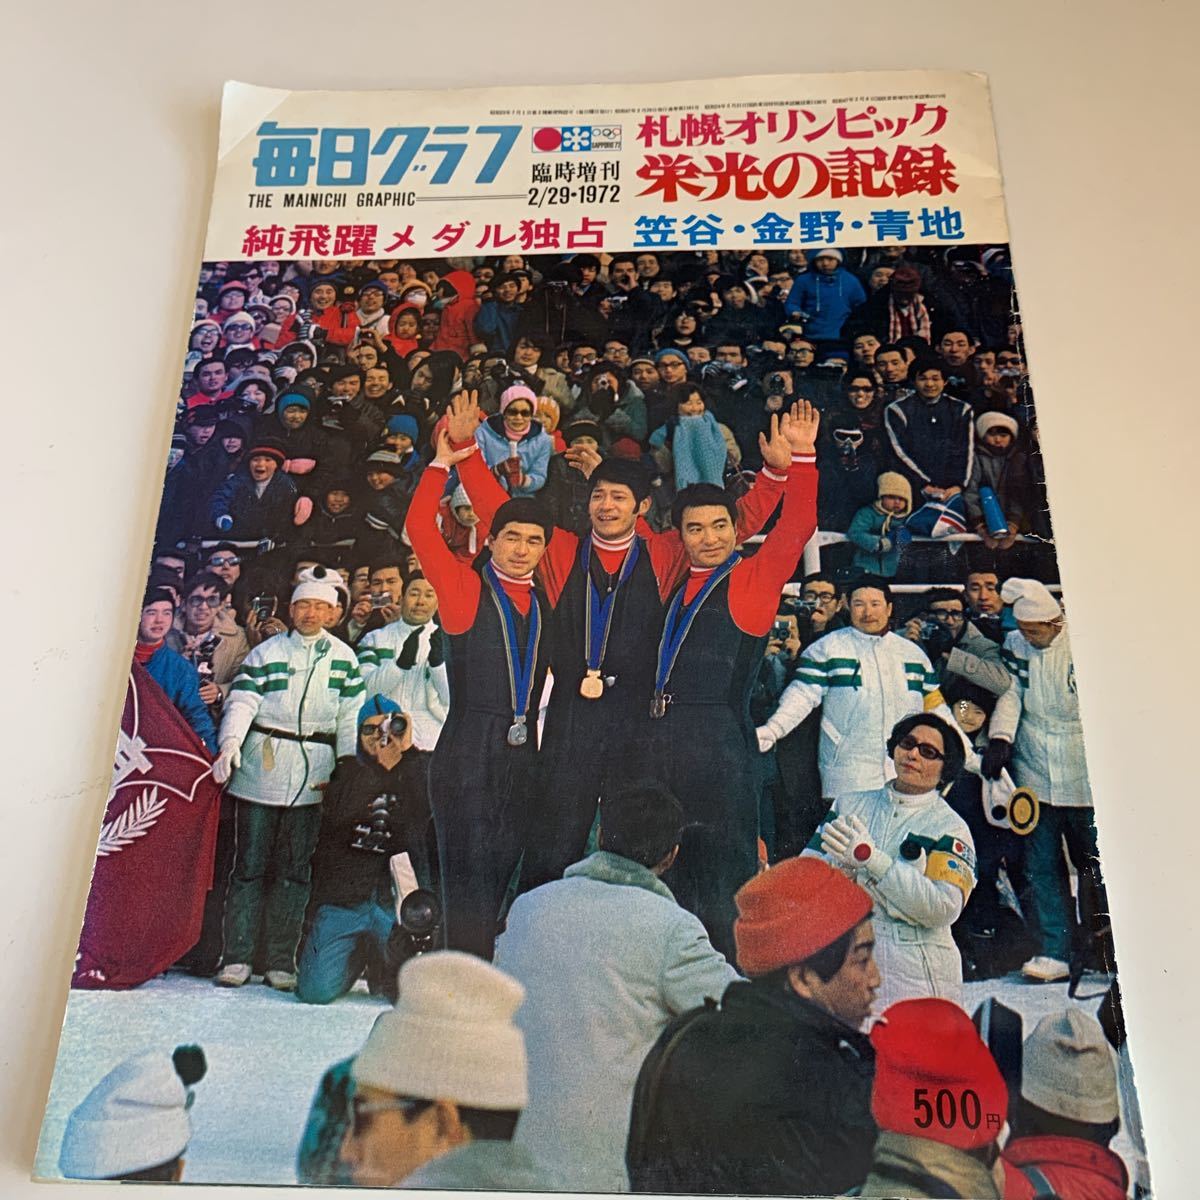 毎日グラフ
THE MAINICHI GRAPHIC
SAPPORO'72
臨時増刊
2/29・1972
札幌オリンピック
栄光の記録
純飛躍メダル独占 笠谷・金野・青地
500円